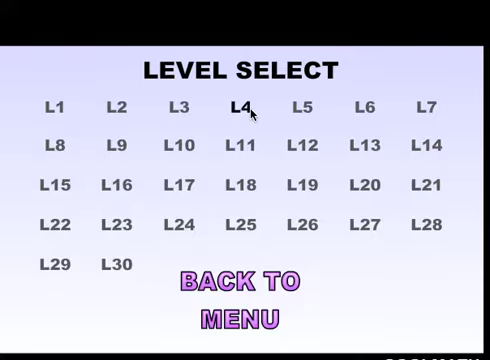 LEVEL SELECT
L1 L2 L3 L4 L5 L6 L7
L8 L9 L10 L11 L12 L13 L14
L15 L16 L17 L18 L19 L20 L21
L22 L23 L24 L25 L26 L27 L28
L29 L30
BACK TO
MENU